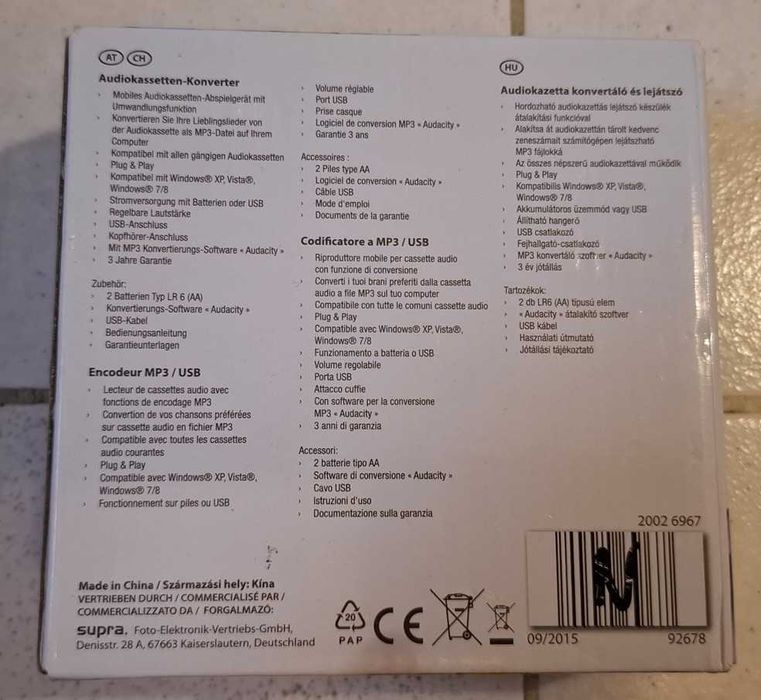 AT CH
Audiokassetten-Konverter
› Mobiles Audiokassetten-Abspielgerät mit
Umwandlungsfunktion
› Konvertieren Sie Ihre Lieblingslieder von
der Audiokassette als MP3-Datei auf Ihrem
Computer
› Kompatibel mit allen gängigen Audiokassetten
› Plug & Play
› Kompatibel mit Windows® XP, Vista®,
Windows® 7/8
› Stromversorgung mit Batterien oder USB
› Regelbare Lautstärke
› USB-Anschluss
› Kopfhörer-Anschluss
› Mit MP3 Konvertierungs-Software «Audacity»
› 3 Jahre Garantie
Zubehör:
› 2 Batterien Typ LR 6 (AA)
› Konvertierungs-Software «Audacity»
› USB-Kabel
› Bedienungsanleitung
› Garantieunterlagen
Encodeur MP3 / USB
› Lecteur de cassettes audio avec
fonctions de encodage MP3
› Convertion de vos chansons préférées
sur cassette audio en fichier MP3
› Compatible avec toutes les cassettes
audio courantes
› Plug & Play
› Compatible avec Windows® XP, Vista®,
Windows® 7/8
› Fonctionnement sur piles ou USB
› Volume réglable
› Port USB
› Prise casque
› Logiciel de conversion MP3 «Audacity»
› Garantie 3 ans
Accessoires :
› 2 Piles type AA
› Logiciel de conversion «Audacity»
› Câble USB
› Mode d'emploi
› Documents de la garantie
Codificatore a MP3 / USB
› Riproduttore mobile per cassette audio
con funzione di conversione
› Converti i tuoi brani preferiti dalla cassetta
audio a file MP3 sul tuo computer
› Compatibile con tutte le comuni cassette audio
› Plug & Play
› Compatible avec Windows® XP, Vista®,
Windows® 7/8
› Funzionamento a batteria o USB
› Volume regolabile
› Porta USB
› Attacco cuffie
› Con software per la conversione
MP3 «Audacity»
› 3 anni di garanzia
Accessori:
› 2 batterie tipo AA
› Software di conversione «Audacity»
› Cavo USB
› Istruzioni d'uso
› Documentazione sulla garanzia
HU
Audiokazetta konvertáló és lejátszó
› Hordozható audiokazettás lejátszó készülék
átalakítási funkcióval
› Alakítsa át audiokazettán tárolt kedvenc
zeneszámait számítógépen lejátszható
MP3 fájlokká
› Az összes népszerű audiokazettával működik
› Plug & Play
› Kompatibilis Windows® XP, Vista®,
Windows® 7/8
› Akkumulátoros üzemmód vagy USB
› Állítható hangerő
› USB csatlakozó
› Fejhallgató-csatlakozó
› MP3 konvertáló szoftver «Audacity»
› 3 év jótállás
Tartozékok:
› 2 db LR6 (AA) típusú elem
› «Audacity» átalakító szoftver
› USB kábel
› Használati útmutató
› Jótállási tájékoztató
Made in China / Származási hely: Kína
VERTRIEBEN DURCH / COMMERCIALISÉ PAR /
COMMERCIALIZZATO DA / FORGALMAZÓ:
supra. Foto-Elektronik-Vertriebs-GmbH,
Denisstr. 28 A, 67663 Kaiserslautern, Deutschland
20
PAP
CE
2002 6967
09/2015 92678